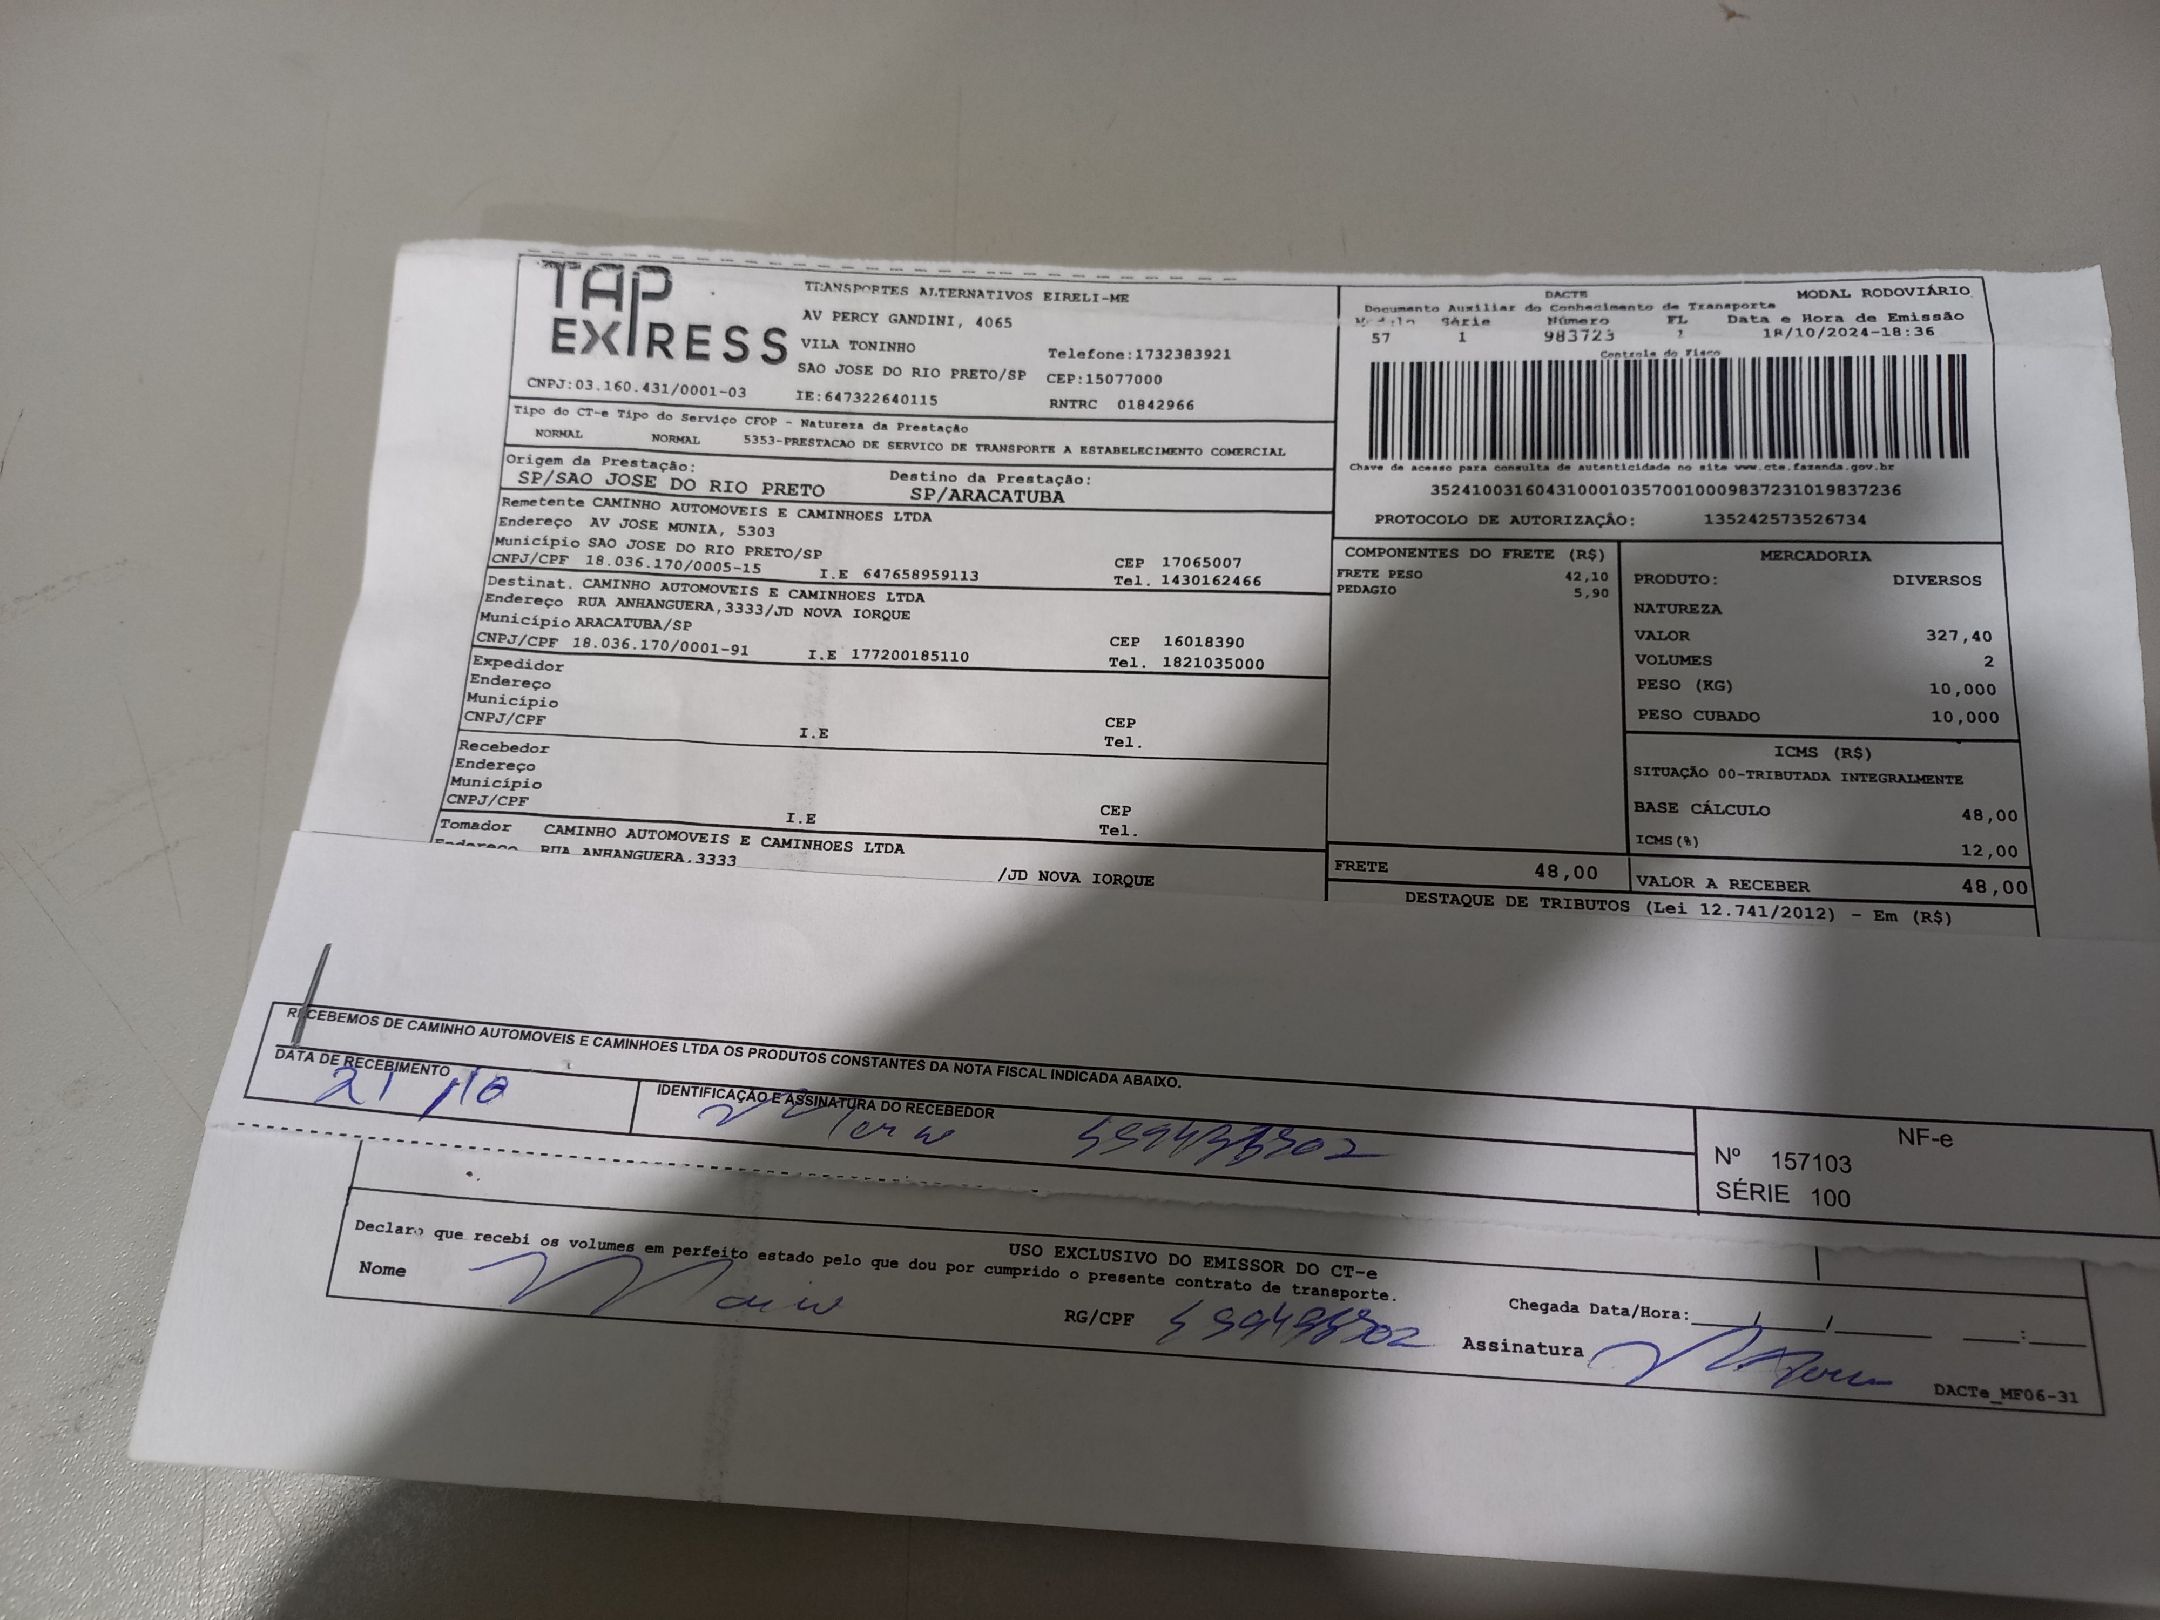 TAP EXPRESS
TRANSPORTES ALTERNATIVOS EIRELI-ME
AV PERCY GANDINI, 4065
VILA TONINHO
Telefone:1732383921
SAO JOSE DO RIO PRETO/SP CEP:15077000
CNPJ:03.160.431/0001-03 IE:647322640115 RNTRC 01842966
DACTE MODAL RODOVIÁRIO
Documento Auxiliar do Conhecimento de Transporte
Modelo Série Número FL Data e Hora de Emissão
57 1 983723 1 18/10/2024-18:36
Controle do Fisco
Chave de acesso para consulta de autenticidade no site www.cte.fazenda.gov.br
35241003160431000103570010009837231019837236
PROTOCOLO DE AUTORIZAÇÃO: 135242573526734
Tipo do CT-e Tipo do Serviço CFOP - Natureza da Prestação
NORMAL NORMAL 5353-PRESTACAO DE SERVICO DE TRANSPORTE A ESTABELECIMENTO COMERCIAL
Origem da Prestação: Destino da Prestação:
SP/SAO JOSE DO RIO PRETO SP/ARACATUBA
Remetente CAMINHO AUTOMOVEIS E CAMINHOES LTDA
Endereço AV JOSE MUNIA, 5303
Município SAO JOSE DO RIO PRETO/SP CEP 17065007
CNPJ/CPF 18.036.170/0005-15 I.E 647658959113 Tel. 1430162466
Destinat. CAMINHO AUTOMOVEIS E CAMINHOES LTDA
Endereço RUA ANHANGUERA,3333/JD NOVA IORQUE
Município ARACATUBA/SP CEP 16018390
CNPJ/CPF 18.036.170/0001-91 I.E 177200185110 Tel. 1821035000
Expedidor
Endereço
Município CEP
CNPJ/CPF I.E Tel.
Recebedor
Endereço
Município CEP
CNPJ/CPF I.E Tel.
Tomador CAMINHO AUTOMOVEIS E CAMINHOES LTDA
Endereço RUA ANHANGUERA,3333 /JD NOVA IORQUE
COMPONENTES DO FRETE (R$)
FRETE PESO 42,10
PEDAGIO 5,90
FRETE 48,00
MERCADORIA
PRODUTO: DIVERSOS
NATUREZA
VALOR 327,40
VOLUMES 2
PESO (KG) 10,000
PESO CUBADO 10,000
ICMS (R$)
SITUAÇÃO 00-TRIBUTADA INTEGRALMENTE
BASE CÁLCULO 48,00
ICMS(%) 12,00
VALOR A RECEBER 48,00
DESTAQUE DE TRIBUTOS (Lei 12.741/2012) - Em (R$)
RECEBEMOS DE CAMINHO AUTOMOVEIS E CAMINHOES LTDA OS PRODUTOS CONSTANTES DA NOTA FISCAL INDICADA ABAIXO.
DATA DE RECEBIMENTO
21/10
IDENTIFICAÇÃO E ASSINATURA DO RECEBEDOR
NF-e
Nº 157103
SÉRIE 100
USO EXCLUSIVO DO EMISSOR DO CT-e
Declaro que recebi os volumes em perfeito estado pelo que dou por cumprido o presente contrato de transporte.
Nome RG/CPF Assinatura
Chegada Data/Hora:____/____/____ ___:___
DACTe_MF06-31